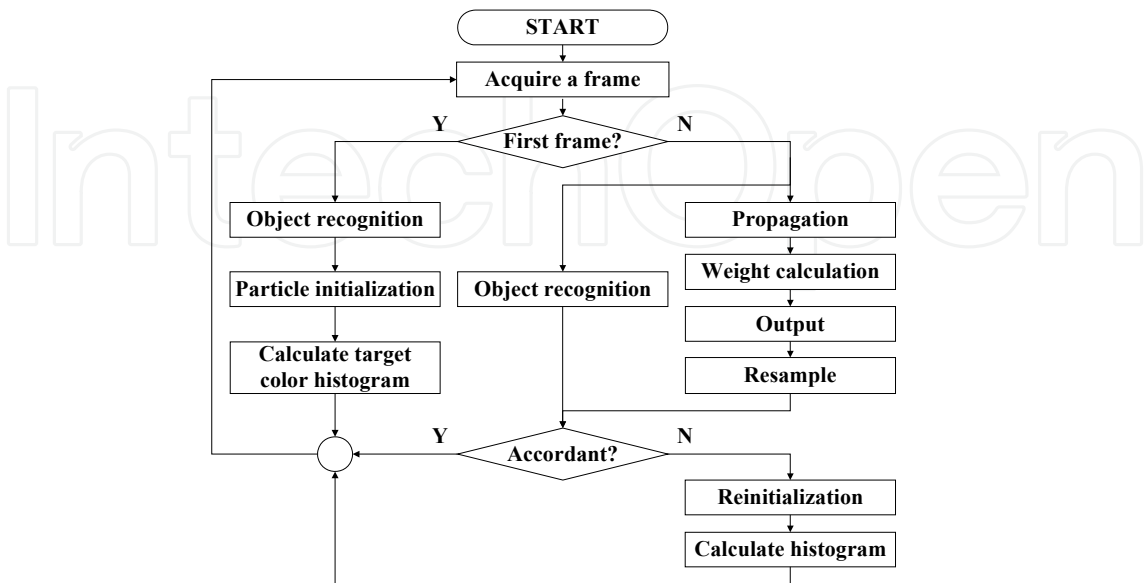 START
Acquire a frame
Y
First frame?
N
Object recognition
Propagation
Particle initialization
Object recognition
Weight calculation
Output
Calculate target
color histogram
Resample
Y
Accordant?
N
Reinitialization
Calculate histogram
IntechOpen